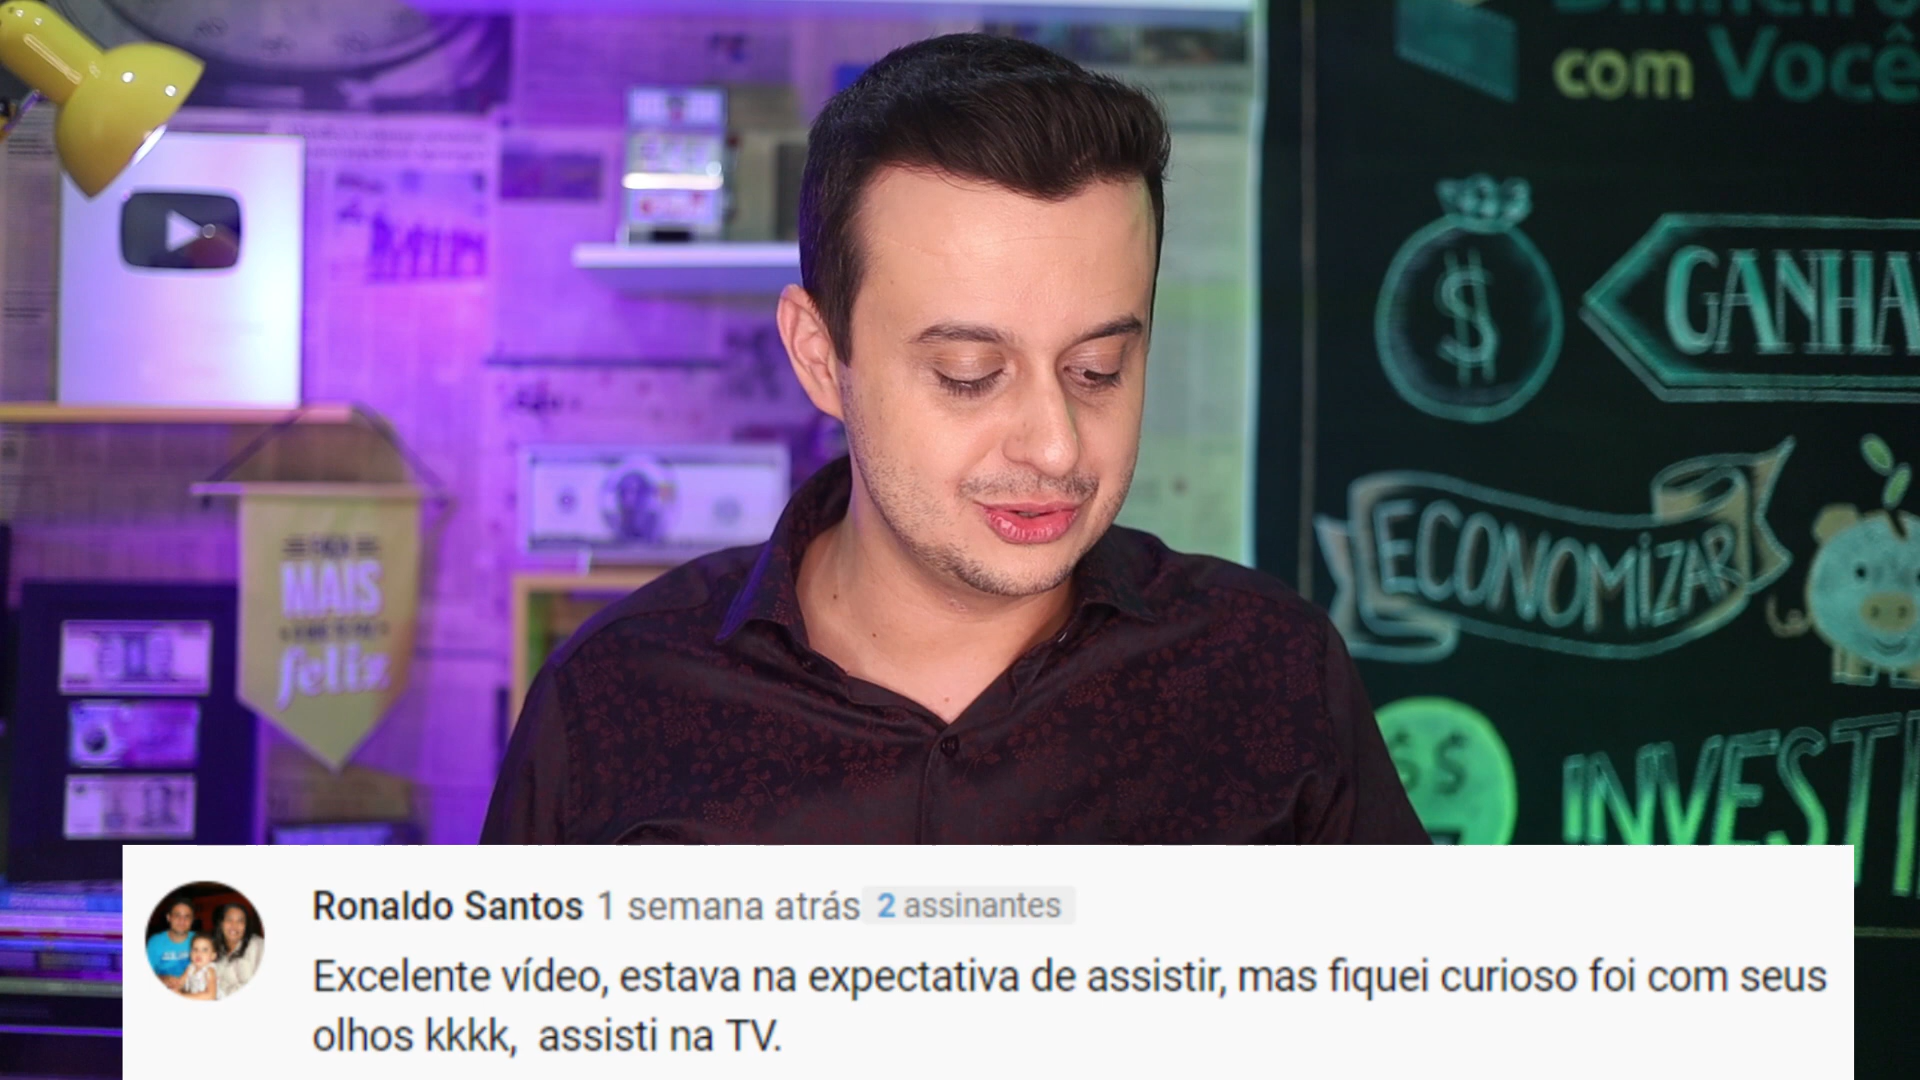 Dinheiro
com Você
GANHA
ECONOMIZAR
$
$ $
INVESTI
MAIS
feliz
Ronaldo Santos 1 semana atrás 2 assinantes
Excelente vídeo, estava na expectativa de assistir, mas fiquei curioso foi com seus
olhos kkkk, assisti na TV.